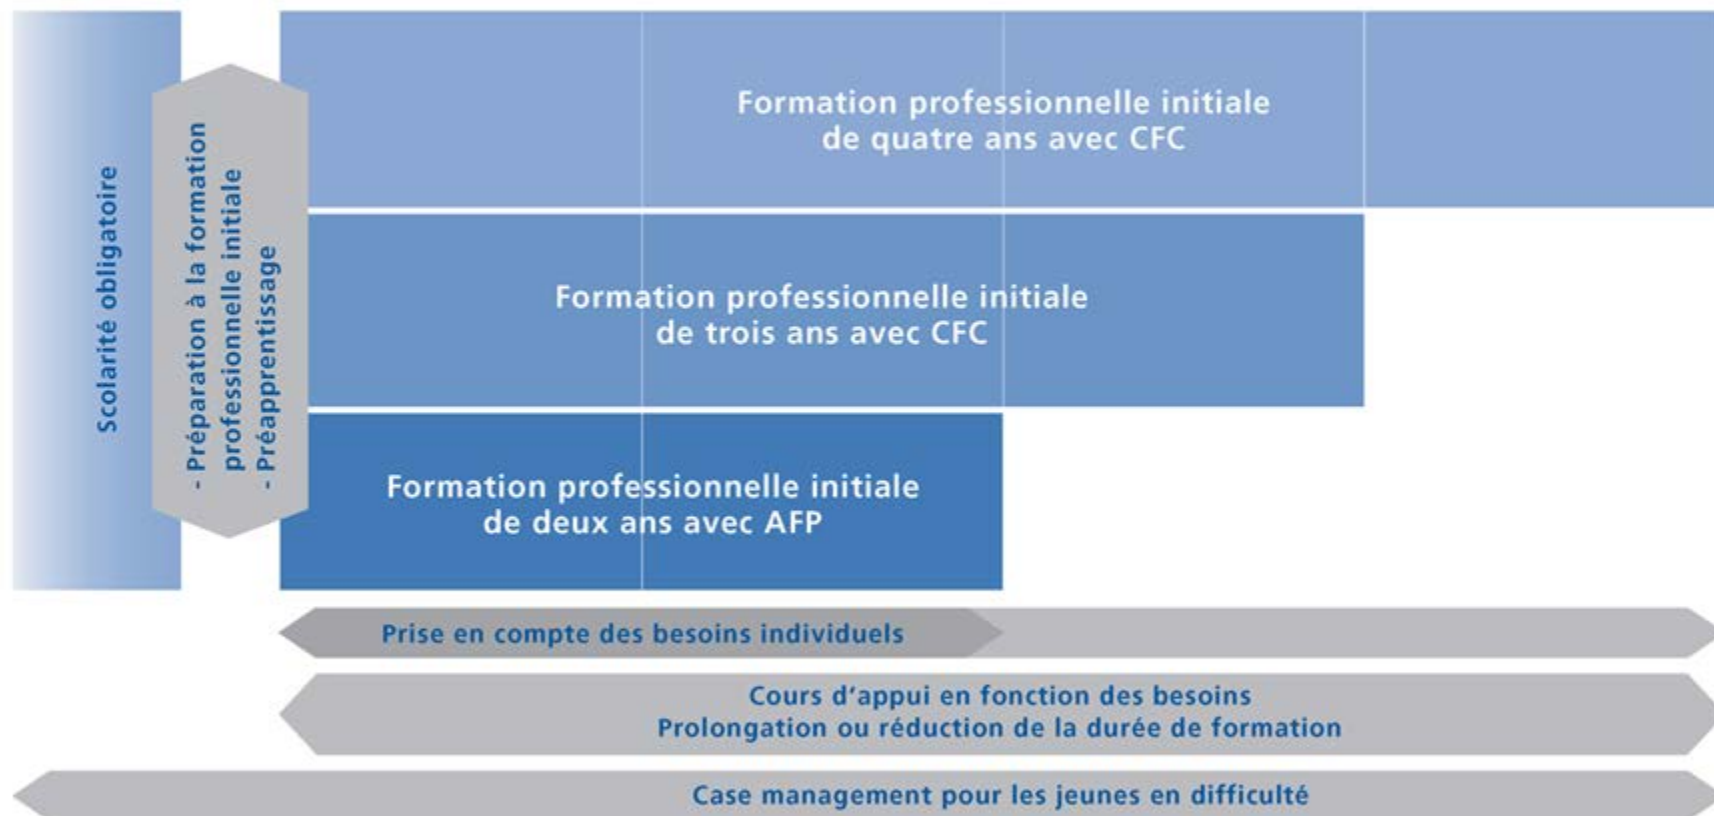 Scolarité obligatoire
- Préparation à la formation
professionnelle initiale
- Préapprentissage
Formation professionnelle initiale
de quatre ans avec CFC
Formation professionnelle initiale
de trois ans avec CFC
Formation professionnelle initiale
de deux ans avec AFP
Prise en compte des besoins individuels
Cours d'appui en fonction des besoins
Prolongation ou réduction de la durée de formation
Case management pour les jeunes en difficulté